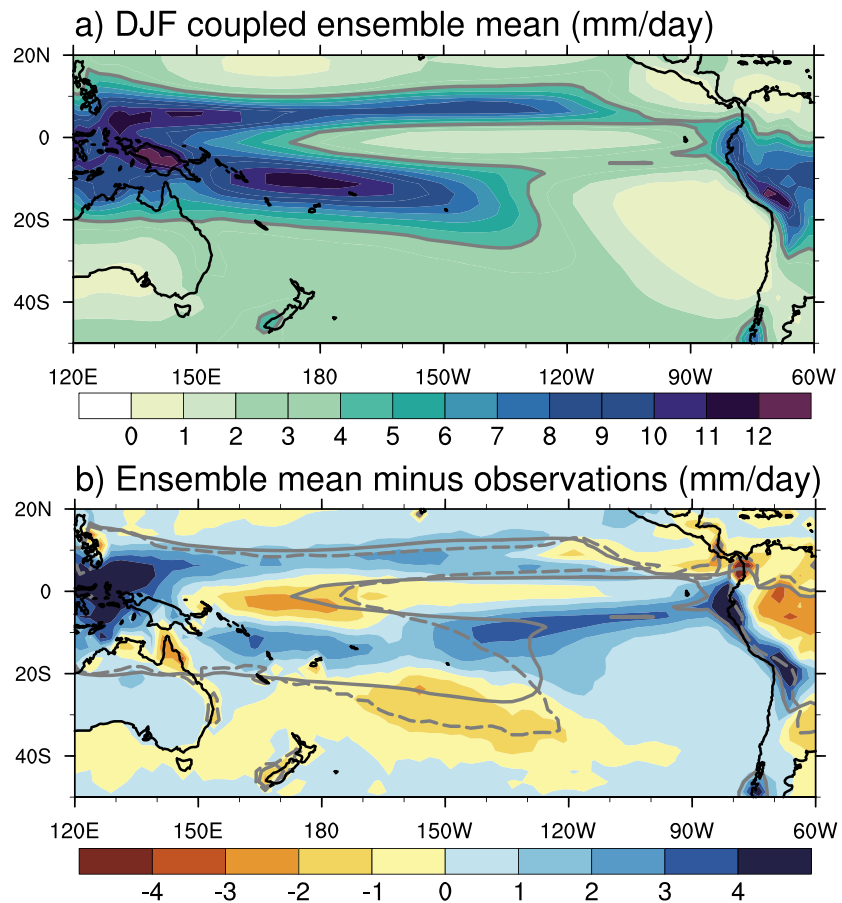 a) DJF coupled ensemble mean (mm/day)
20N
0
20S
40S
120E 150E 180 150W 120W 90W 60W
0 1 2 3 4 5 6 7 8 9 10 11 12
b) Ensemble mean minus observations (mm/day)
20N
0
20S
40S
120E 150E 180 150W 120W 90W 60W
-4 -3 -2 -1 0 1 2 3 4